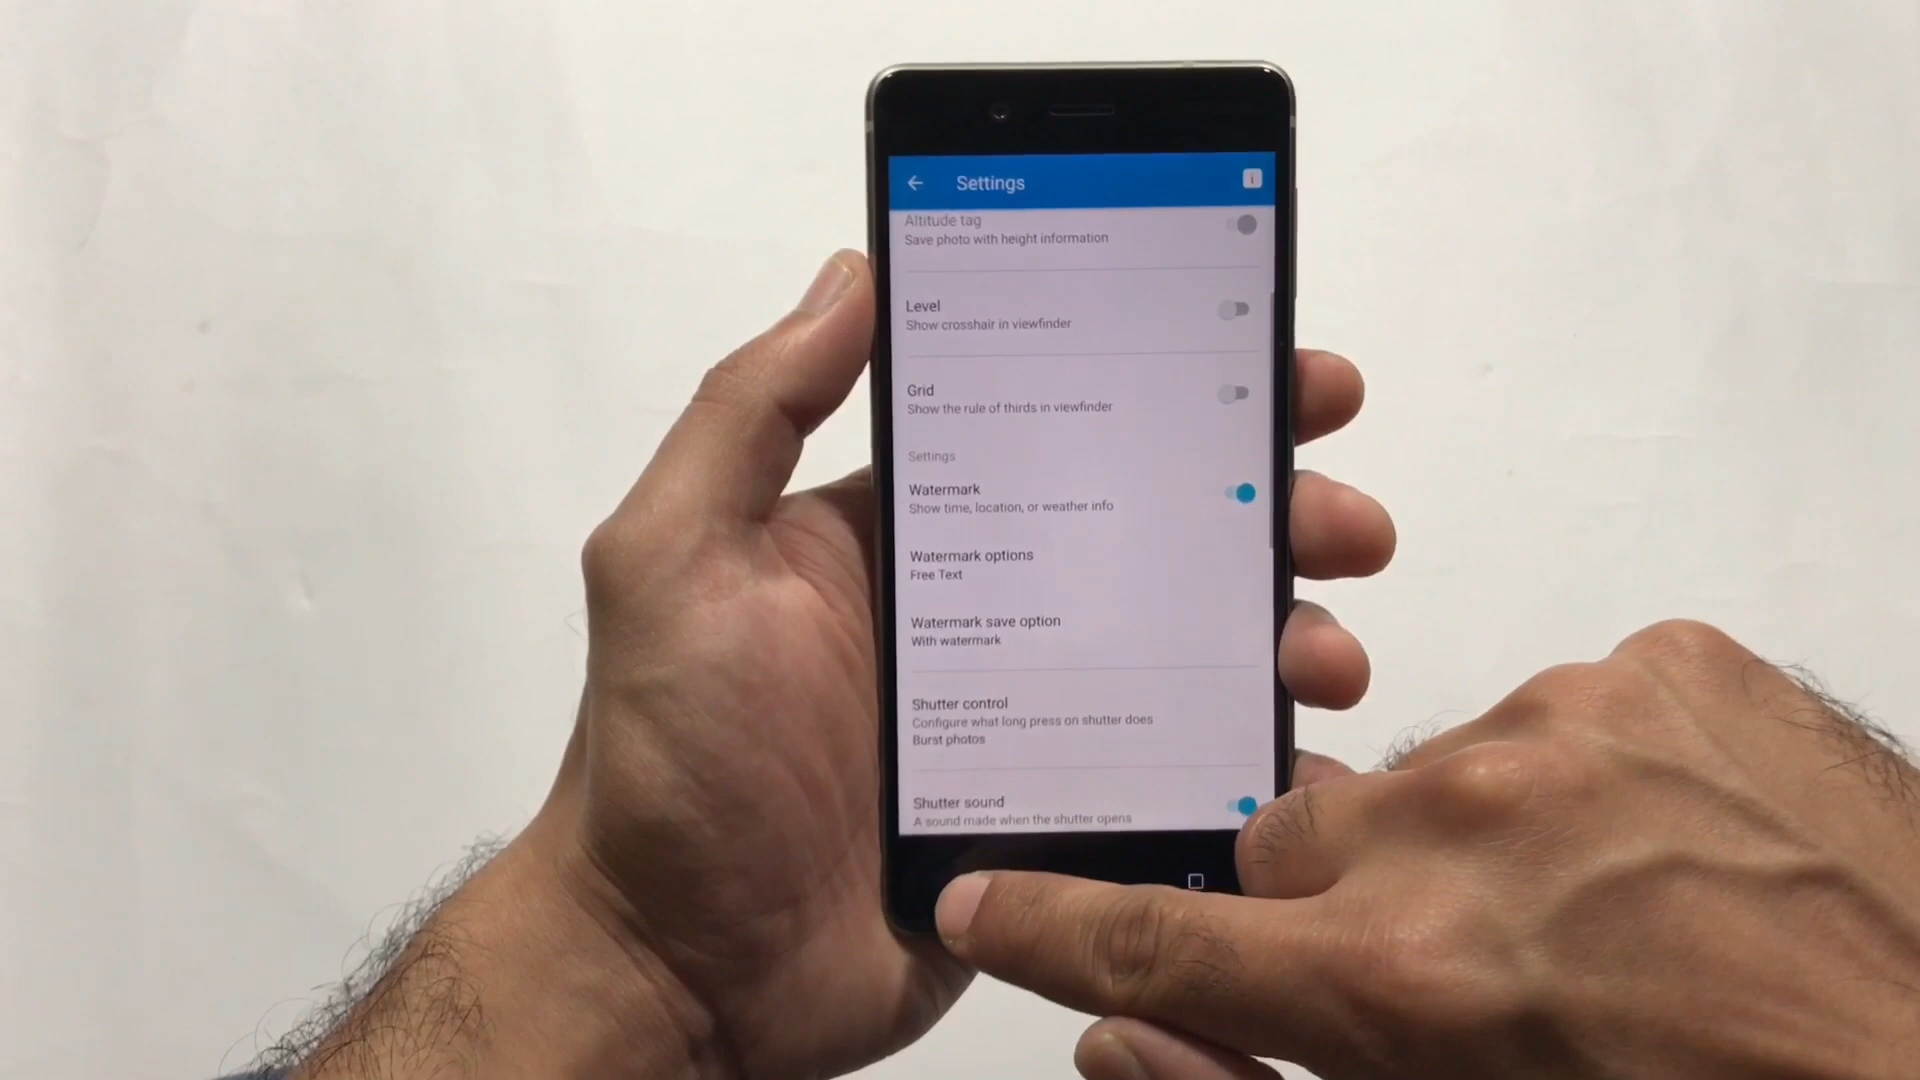 Settings
Altitude tag
Save photo with height information
Level
Show crosshair in viewfinder
Grid
Show the rule of thirds in viewfinder
Settings
Watermark
Show time, location, or weather info
Watermark options
Free Text
Watermark save option
With watermark
Shutter control
Configure what long press on shutter does
Burst photos
Shutter sound
A sound made when the shutter opens